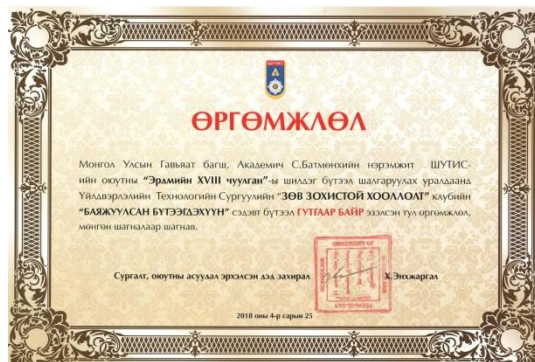 ШУТИС
ӨРГӨМЖЛӨЛ
Монгол Улсын Гавьяат багш, Академич С.Батмөнхийн нэрэмжит ШУТИС-
ийн оюутны “Эрдмийн XVIII чуулган”-ы шилдэг бүтээл шалгаруулах уралдаанд
Үйлдвэрлэлийн Технологийн Сургуулийн “ЗӨВ ЗОХИСТОЙ ХООЛЛОЛТ” клубийн
“БАЯЖУУЛСАН БҮТЭЭГДЭХҮҮН” сэдэвт бүтээл ГУТГААР БАЙР эзэлсэн тул өргөмжлөл,
мөнгөн шагналаар шагнав.
Сургалт, оюутны асуудал эрхэлсэн дэд захирал Х.Энхжаргал
2018 оны 4-р сарын 25